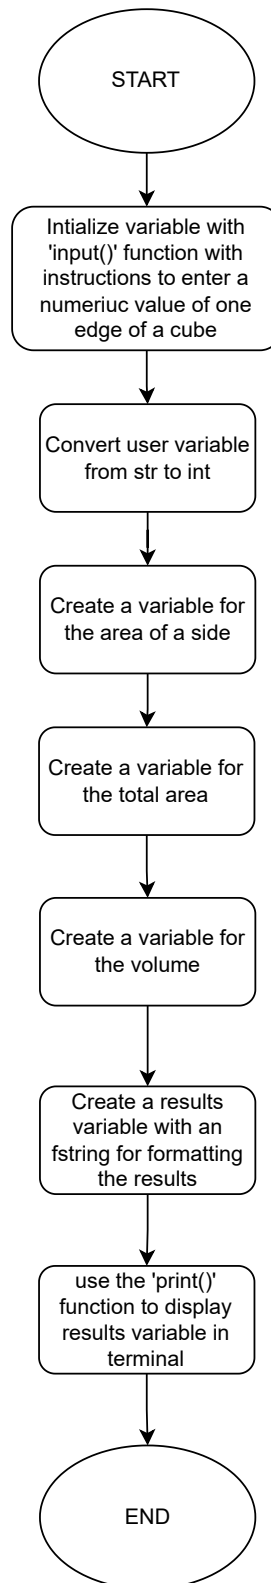 START
Intialize variable with
'input()' function with
instructions to enter a
numeriuc value of one
edge of a cube
Convert user variable
from str to int
Create a variable for
the area of a side
Create a variable for
the total area
Create a variable for
the volume
Create a results
variable with an
fstring for formatting
the results
use the 'print()'
function to display
results variable in
terminal
END